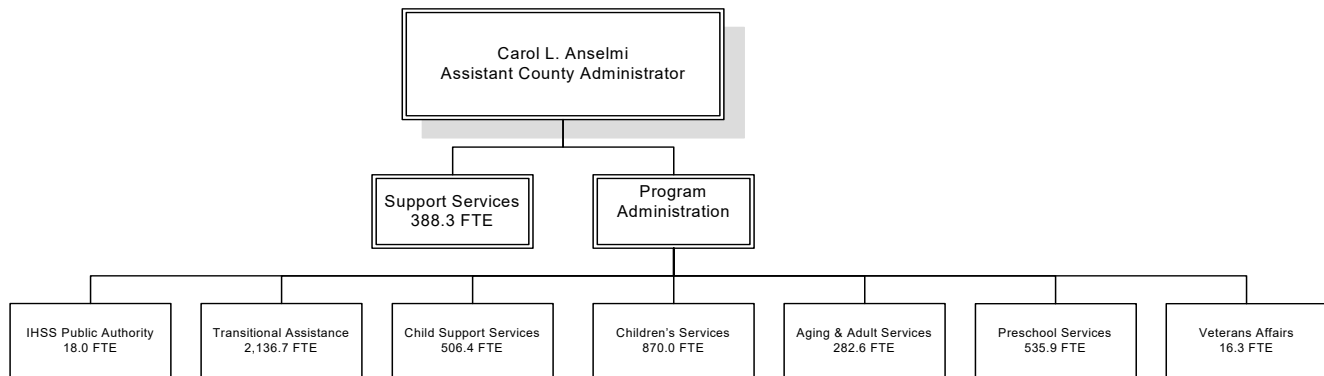 Carol L. Anselmi
Assistant County Administrator
Support Services
388.3 FTE
Program
Administration
IHSS Public Authority
18.0 FTE
Transitional Assistance
2,136.7 FTE
Child Support Services
506.4 FTE
Children's Services
870.0 FTE
Aging & Adult Services
282.6 FTE
Preschool Services
535.9 FTE
Veterans Affairs
16.3 FTE